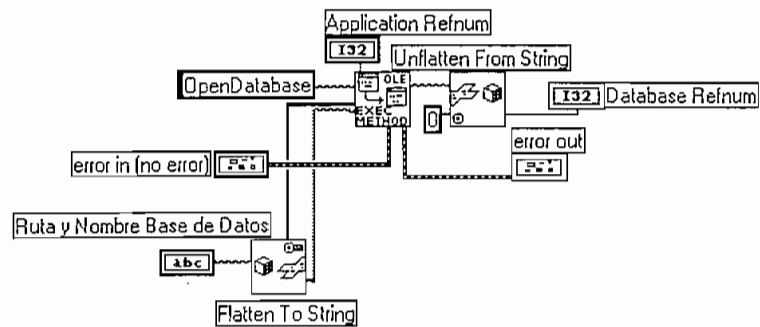 Application Refnum
I32
Unflatten From String
OLE
OpenDatabase
EXEC
METHOD
0
I32 Database Refnum
error out
error in (no error)
Ruta y Nombre Base de Datos
abc
Flatten To String